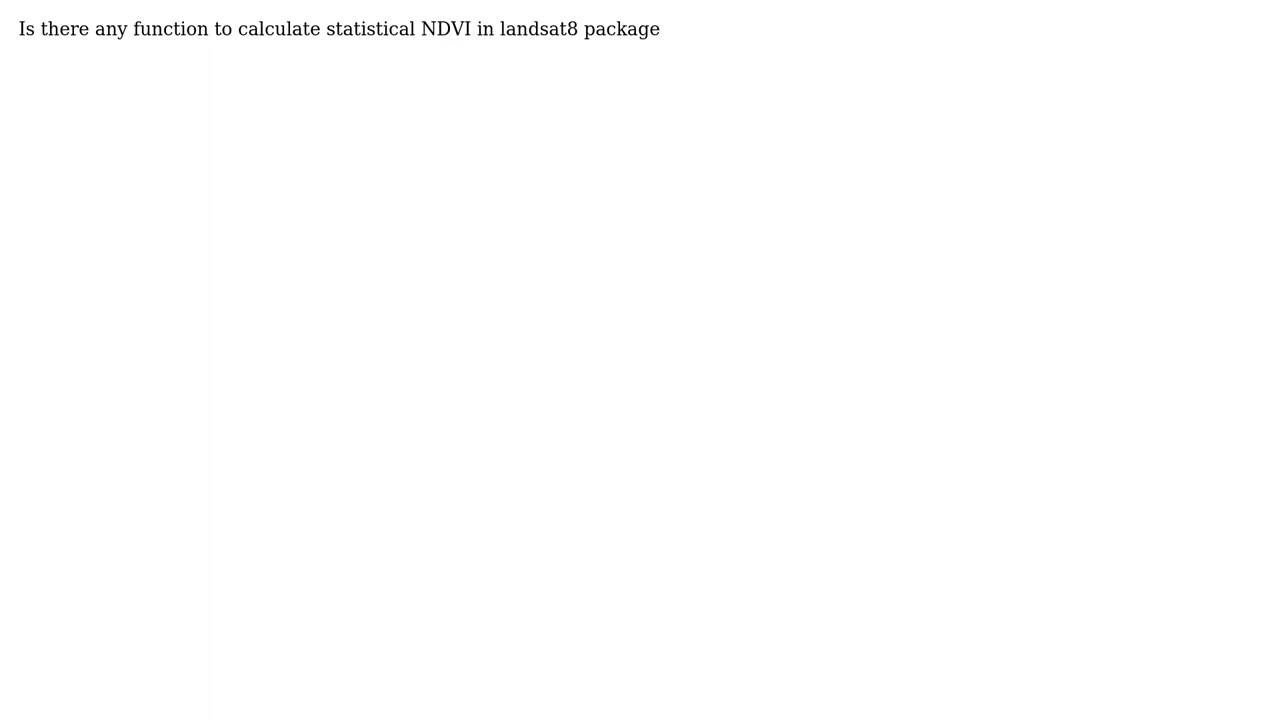 Is there any function to calculate statistical NDVI in landsat8 package